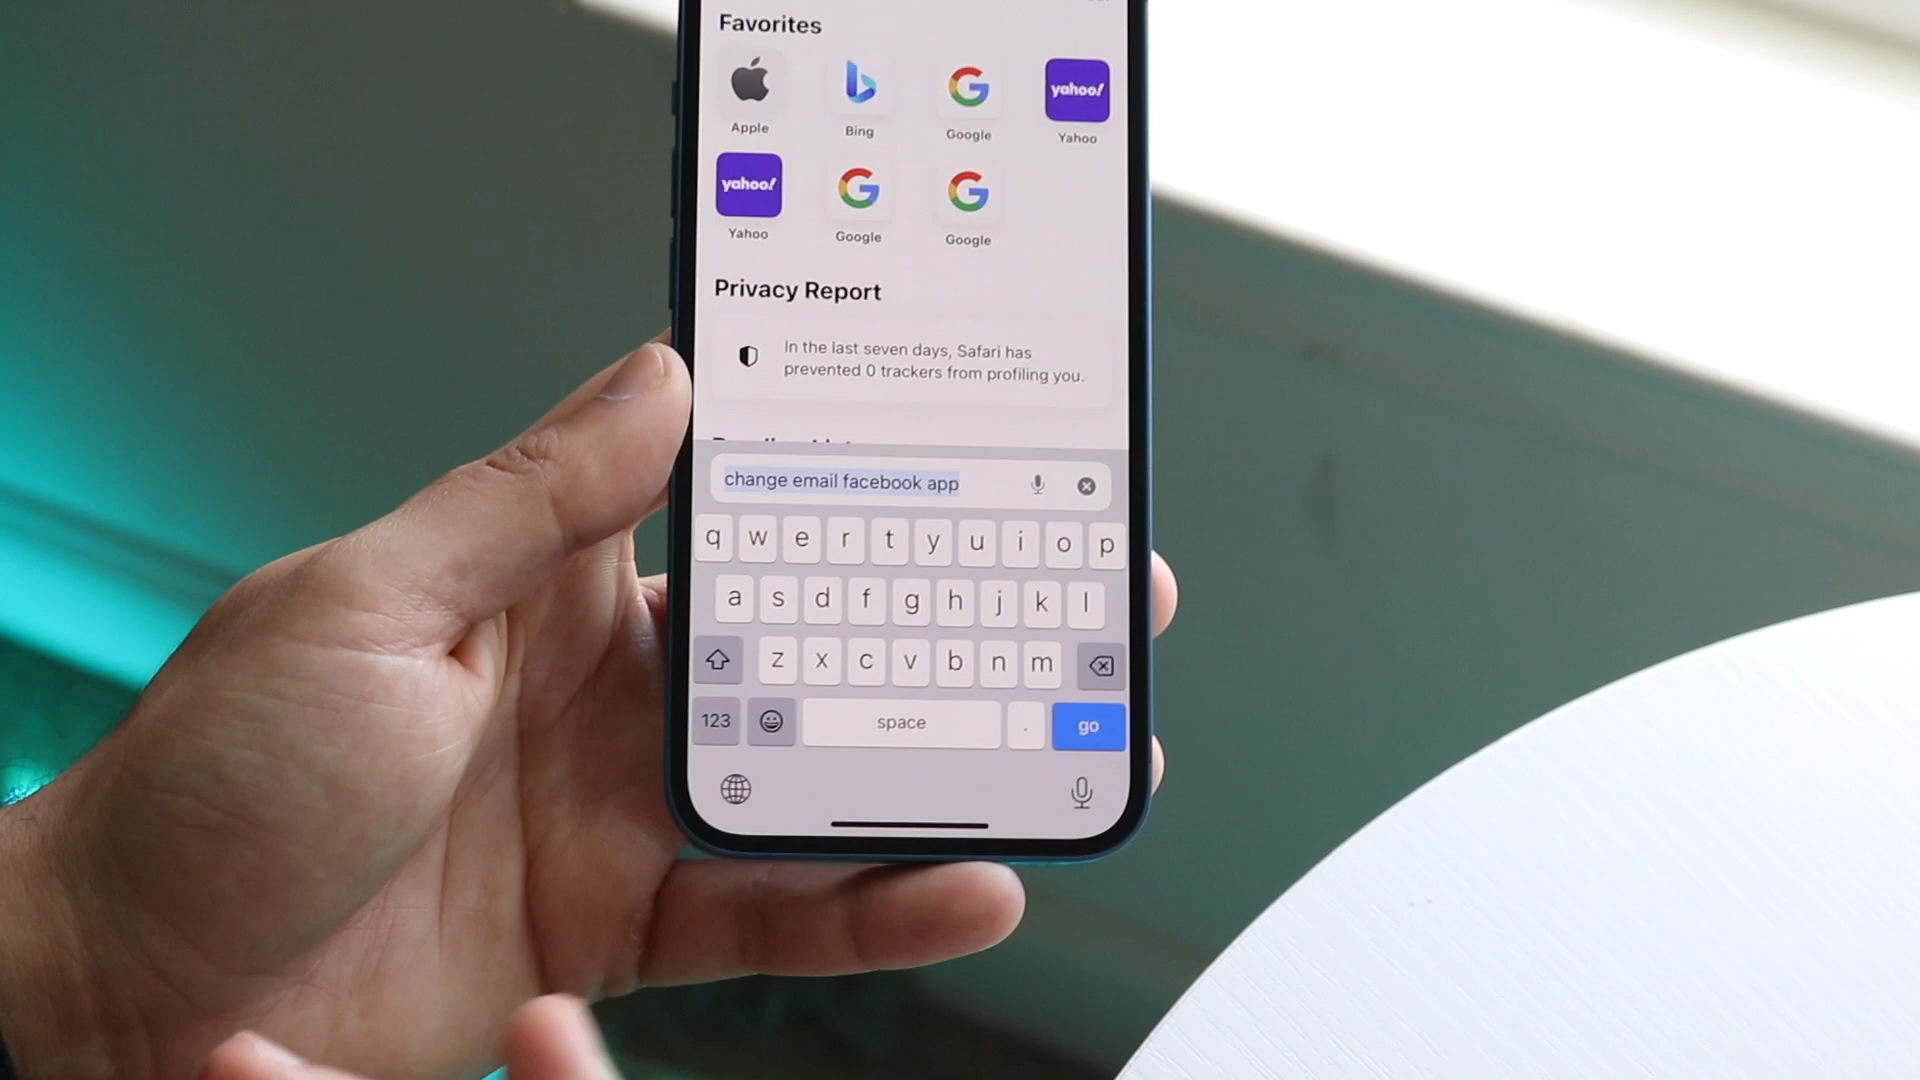 Favorites
yahoo!
Apple
Bing
Google
Yahoo
yahoo!
Yahoo
Google
Google
Privacy Report
In the last seven days, Safari has
prevented 0 trackers from profiling you.
change email facebook app
q w e r t y u i o p
a s d f g h j k l
z x c v b n m
123 space . go